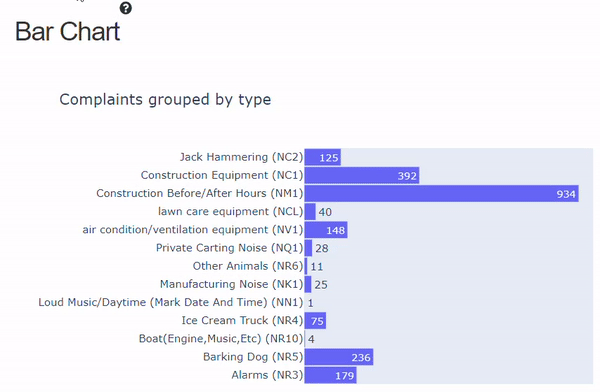 ?
Bar Chart
Complaints grouped by type
Jack Hammering (NC2) 125
Construction Equipment (NC1) 392
Construction Before/After Hours (NM1) 934
lawn care equipment (NCL) 40
air condition/ventilation equipment (NV1) 148
Private Carting Noise (NQ1) 28
Other Animals (NR6) 11
Manufacturing Noise (NK1) 25
Loud Music/Daytime (Mark Date And Time) (NN1) 1
Ice Cream Truck (NR4) 75
Boat(Engine,Music,Etc) (NR10) 4
Barking Dog (NR5) 236
Alarms (NR3) 179